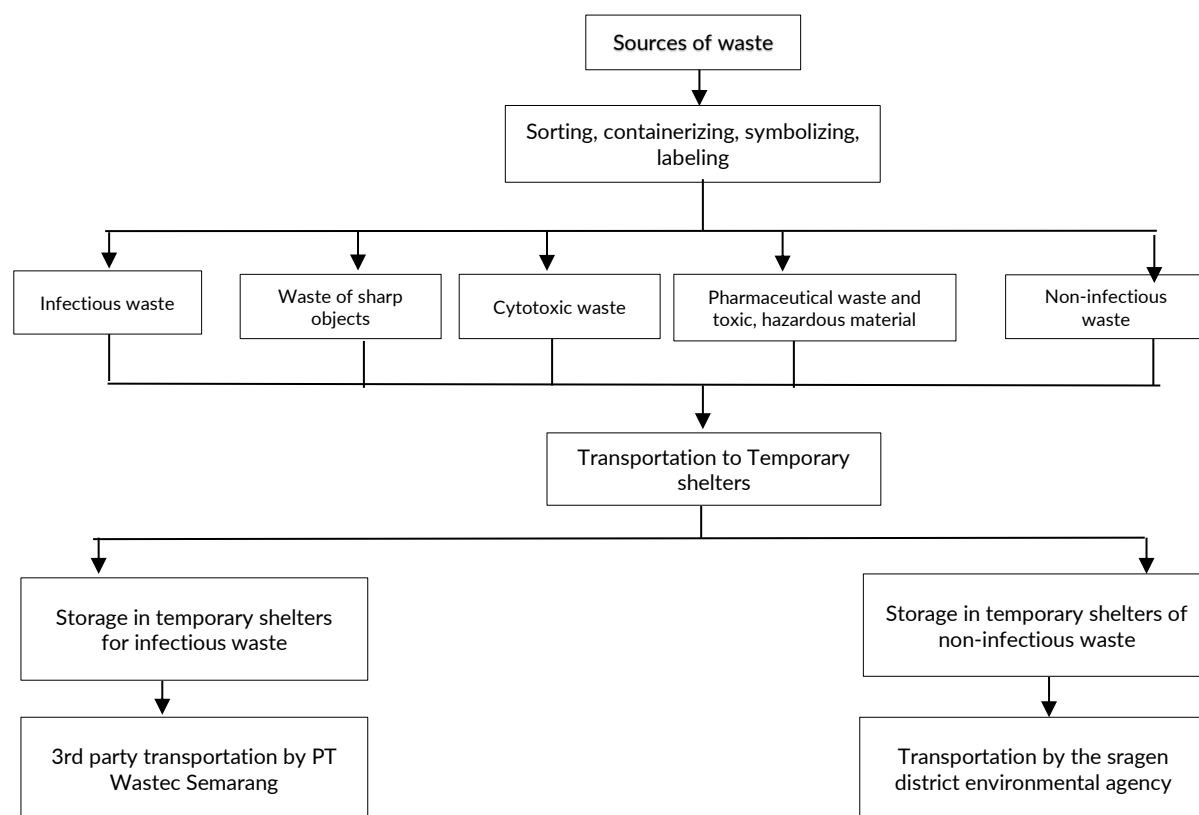 Sources of waste
Sorting, containerizing, symbolizing,
labeling
Infectious waste
Waste of sharp
objects
Cytotoxic waste
Pharmaceutical waste and
toxic, hazardous material
Non-infectious
waste
Transportation to Temporary
shelters
Storage in temporary shelters
for infectious waste
Storage in temporary shelters of
non-infectious waste
3rd party transportation by PT
Wastec Semarang
Transportation by the sragen
district environmental agency